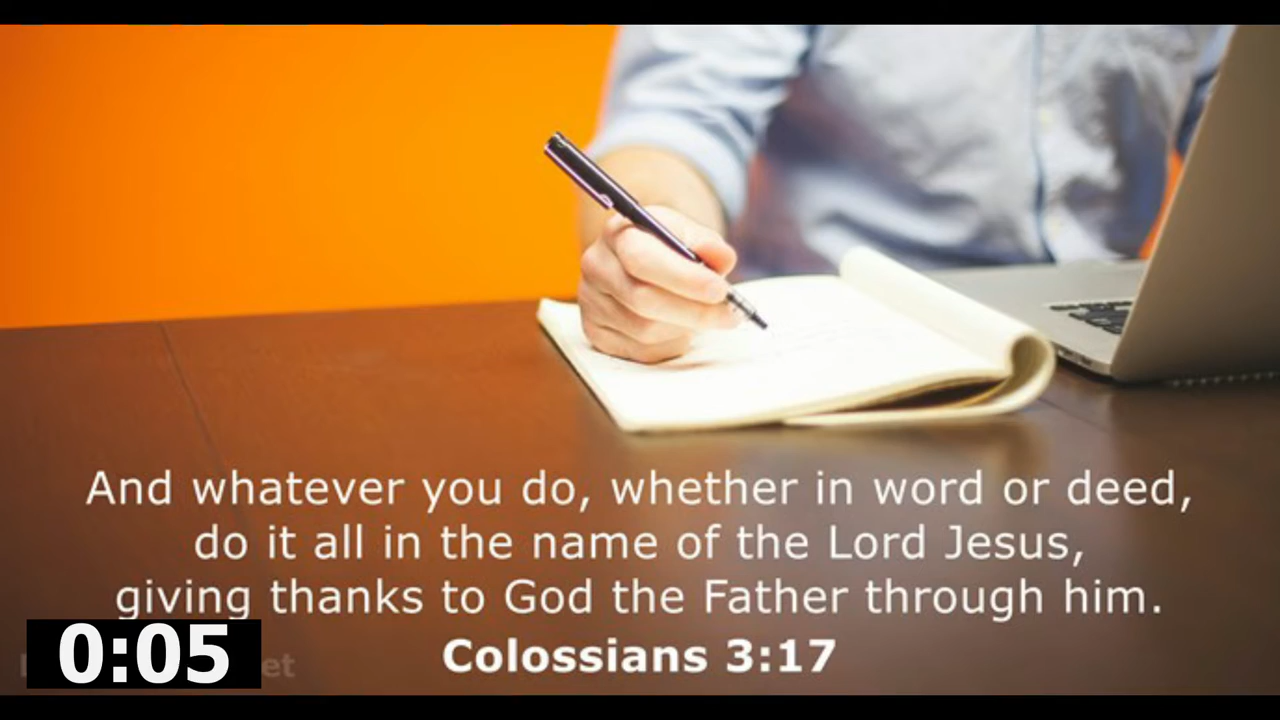 And whatever you do, whether in word or deed,
do it all in the name of the Lord Jesus,
giving thanks to God the Father through him.
Colossians 3:17
0:05